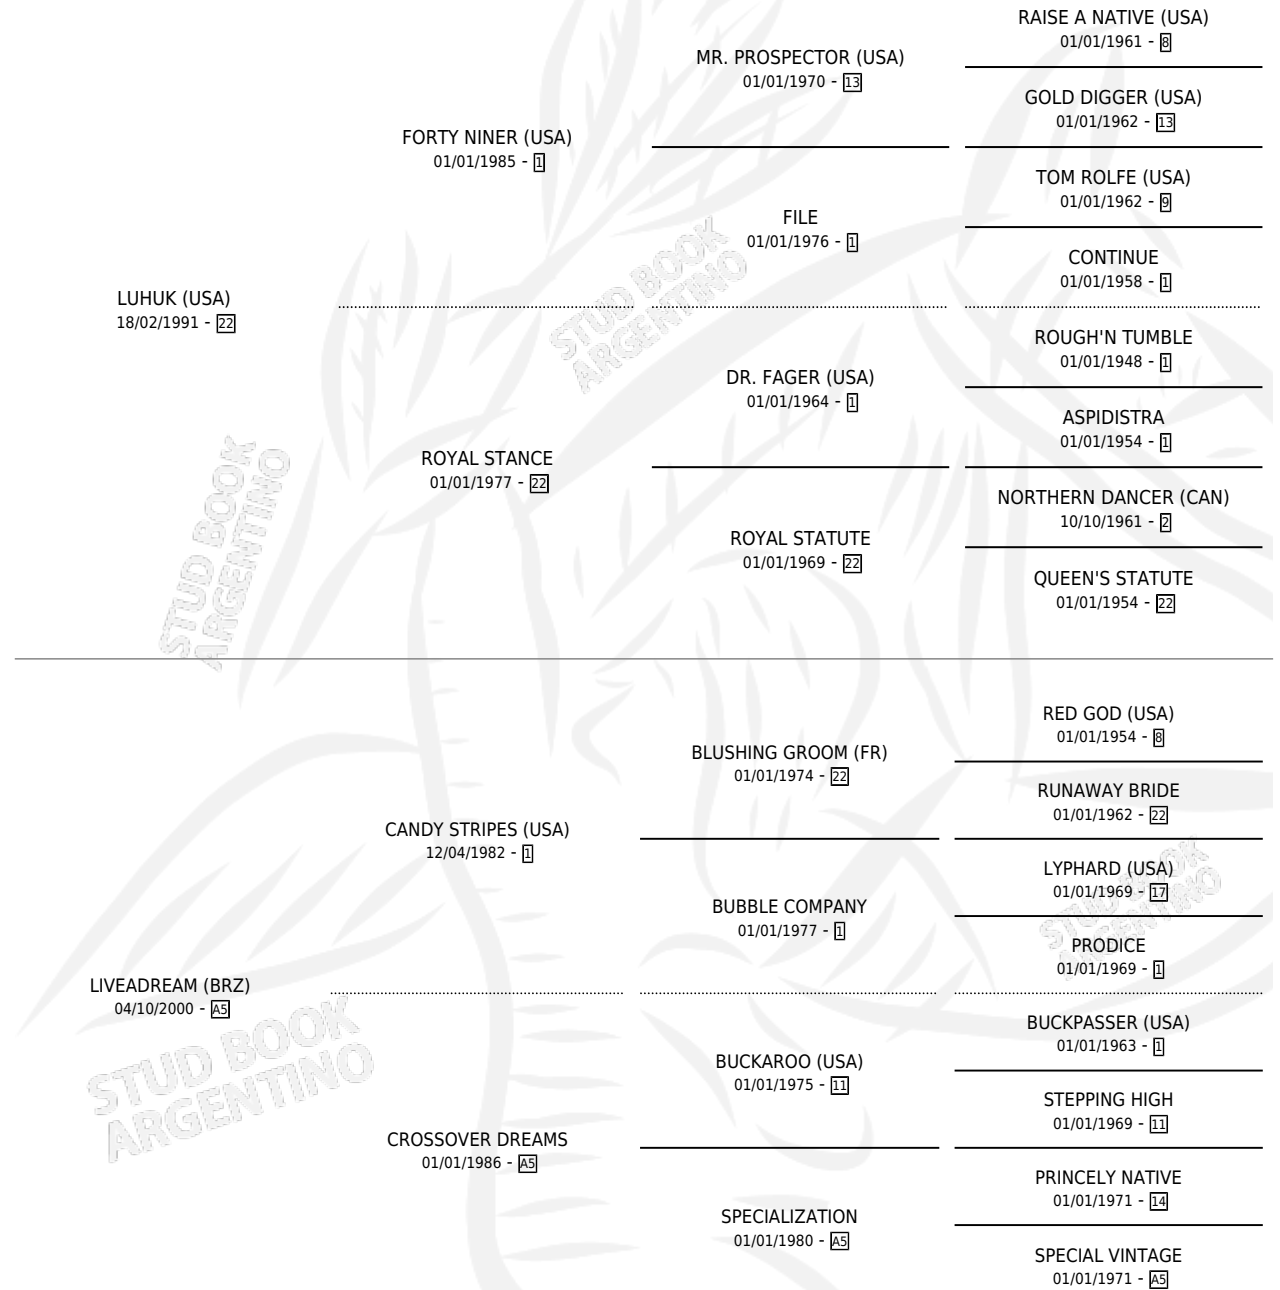 RAISE A NATIVE (USA)
01/01/1961 - 8
MR. PROSPECTOR (USA)
01/01/1970 - 13
GOLD DIGGER (USA)
01/01/1962 - 13
FORTY NINER (USA)
01/01/1985 - 1
TOM ROLFE (USA)
01/01/1962 - 9
FILE
01/01/1976 - 1
CONTINUE
01/01/1958 - 1
LUHUK (USA)
18/02/1991 - 22
ROUGH'N TUMBLE
01/01/1948 - 1
DR. FAGER (USA)
01/01/1964 - 1
ASPIDISTRA
01/01/1954 - 1
ROYAL STANCE
01/01/1977 - 22
NORTHERN DANCER (CAN)
10/10/1961 - 2
ROYAL STATUTE
01/01/1969 - 22
QUEEN'S STATUTE
01/01/1954 - 22
RED GOD (USA)
01/01/1954 - 8
BLUSHING GROOM (FR)
01/01/1974 - 22
RUNAWAY BRIDE
01/01/1962 - 22
CANDY STRIPES (USA)
12/04/1982 - 1
LYPHARD (USA)
01/01/1969 - 17
BUBBLE COMPANY
01/01/1977 - 1
PRODICE
01/01/1969 - 1
LIVEADREAM (BRZ)
04/10/2000 - A5
BUCKPASSER (USA)
01/01/1963 - 1
BUCKAROO (USA)
01/01/1975 - 11
STEPPING HIGH
01/01/1969 - 11
CROSSOVER DREAMS
01/01/1986 - A5
PRINCELY NATIVE
01/01/1971 - 14
SPECIALIZATION
01/01/1980 - A5
SPECIAL VINTAGE
01/01/1971 - A5
STUD BOOK
ARGENTINO
STUD BOOK
ARGENTINO
STUD BOOK
ARGENTINO
STUD BOOK
ARGENTINO